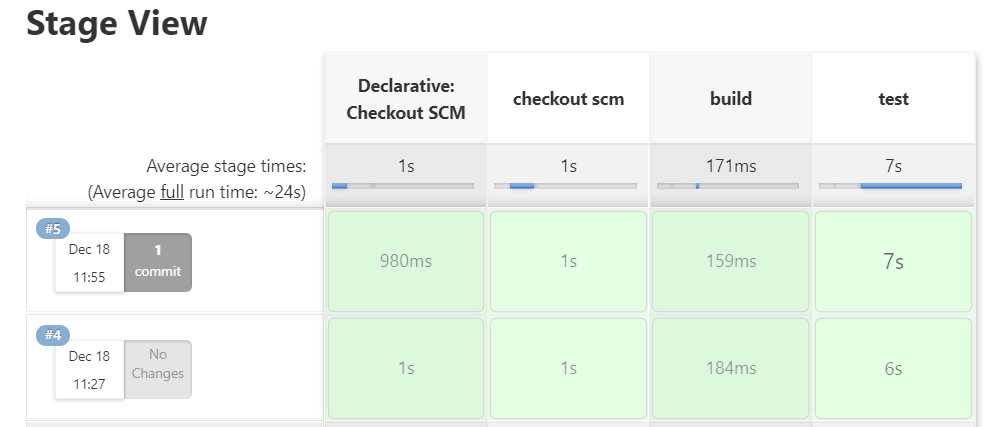 Stage View
Declarative:
Checkout SCM
checkout scm
build
test
Average stage times:
(Average full run time: ~24s)
1s
1s
171ms
7s
#5
Dec 18
11:55
1
commit
980ms
1s
159ms
7s
#4
Dec 18
11:27
No
Changes
1s
1s
184ms
6s